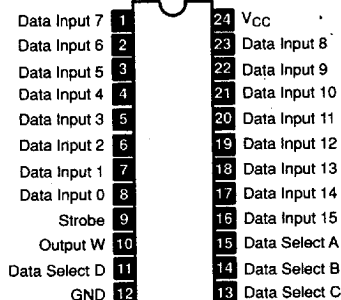 Data Input 7 1 24 VCC
Data Input 6 2 23 Data Input 8
Data Input 5 3 22 Data Input 9
Data Input 4 4 21 Data Input 10
Data Input 3 5 20 Data Input 11
Data Input 2 6 19 Data Input 12
Data Input 1 7 18 Data Input 13
Data Input 0 8 17 Data Input 14
Strobe 9 16 Data Input 15
Output W 10 15 Data Select A
Data Select D 11 14 Data Select B
GND 12 13 Data Select C